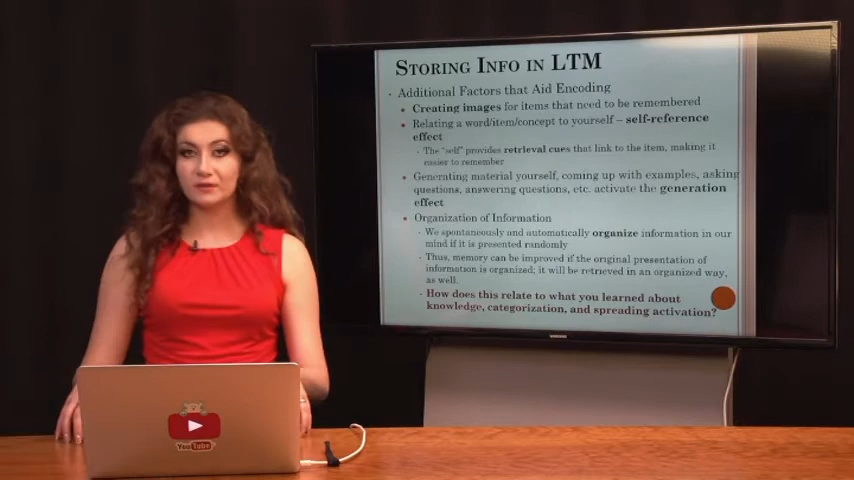 STORING INFO IN LTM
Additional Factors that Aid Encoding
Creating images for items that need to be remembered
Relating a word/item/concept to yourself – self-reference
effect
The "self" provides retrieval cues that link to the item, making it
easier to remember
Generating material yourself, coming up with examples, asking
questions, answering questions, etc. activate the generation
effect
Organization of Information
We spontaneously and automatically organize information in our
mind if it is presented randomly
Thus, memory can be improved if the original presentation of
information is organized; it will be retrieved in an organized way,
as well.
How does this relate to what you learned about
knowledge, categorization, and spreading activation?
YouTube